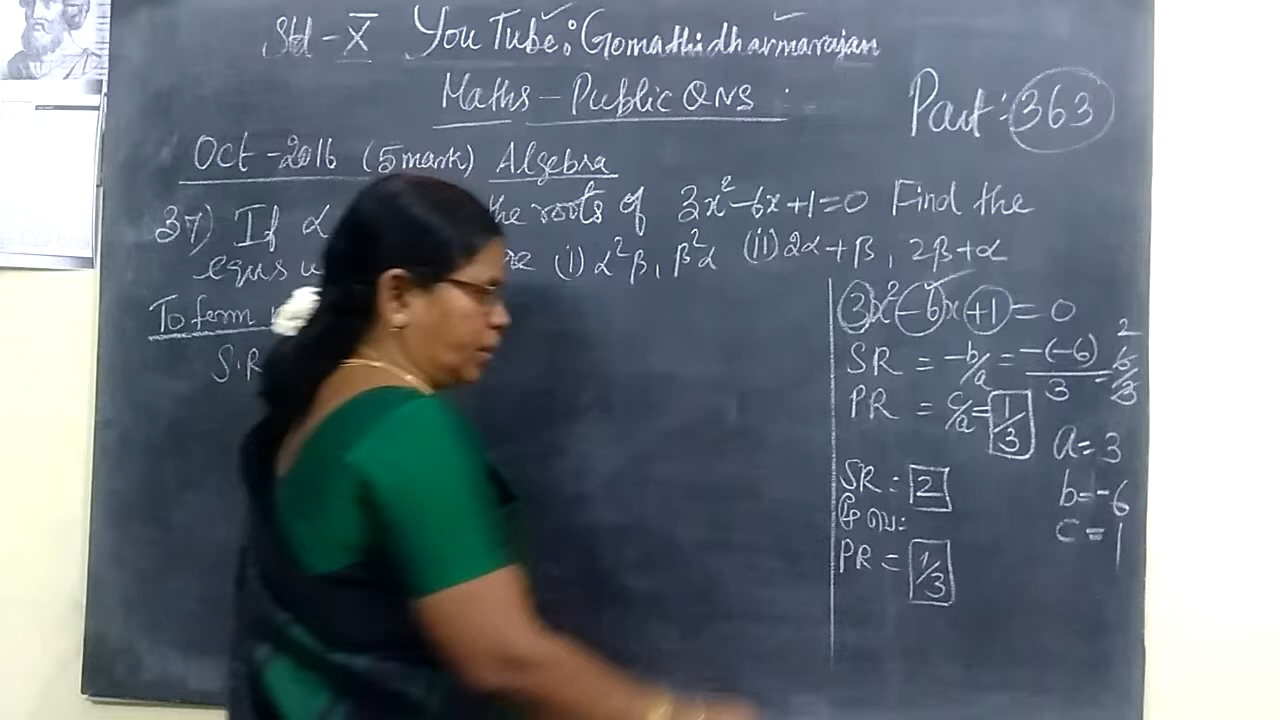 Std - X YouTube: Gomathidharmarajan
Maths - Public QNS
Part: 363
Oct - 2016 (5 mark) Algebra
37) If α the roots of 3x² - 6x + 1 = 0 Find the
equs (i) α²β, β²α (ii) 2α + β, 2β + α
To form
S.R
3x² - 6x + 1 = 0
SR = -b/a = -(-6)/3 = 6/3 2
PR = c/a = 1/3
a = 3
SR = 2
b = -6
c = 1
PR = 1/3